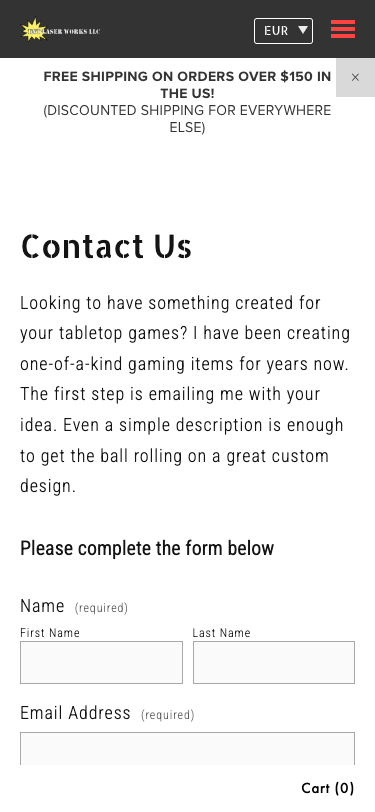 LASER WORKS LLC
EUR
FREE SHIPPING ON ORDERS OVER $150 IN
THE US!
(DISCOUNTED SHIPPING FOR EVERYWHERE
ELSE)
×
Contact Us
Looking to have something created for
your tabletop games? I have been creating
one-of-a-kind gaming items for years now.
The first step is emailing me with your
idea. Even a simple description is enough
to get the ball rolling on a great custom
design.
Please complete the form below
Name (required)
First Name
Last Name
Email Address (required)
Cart (0)